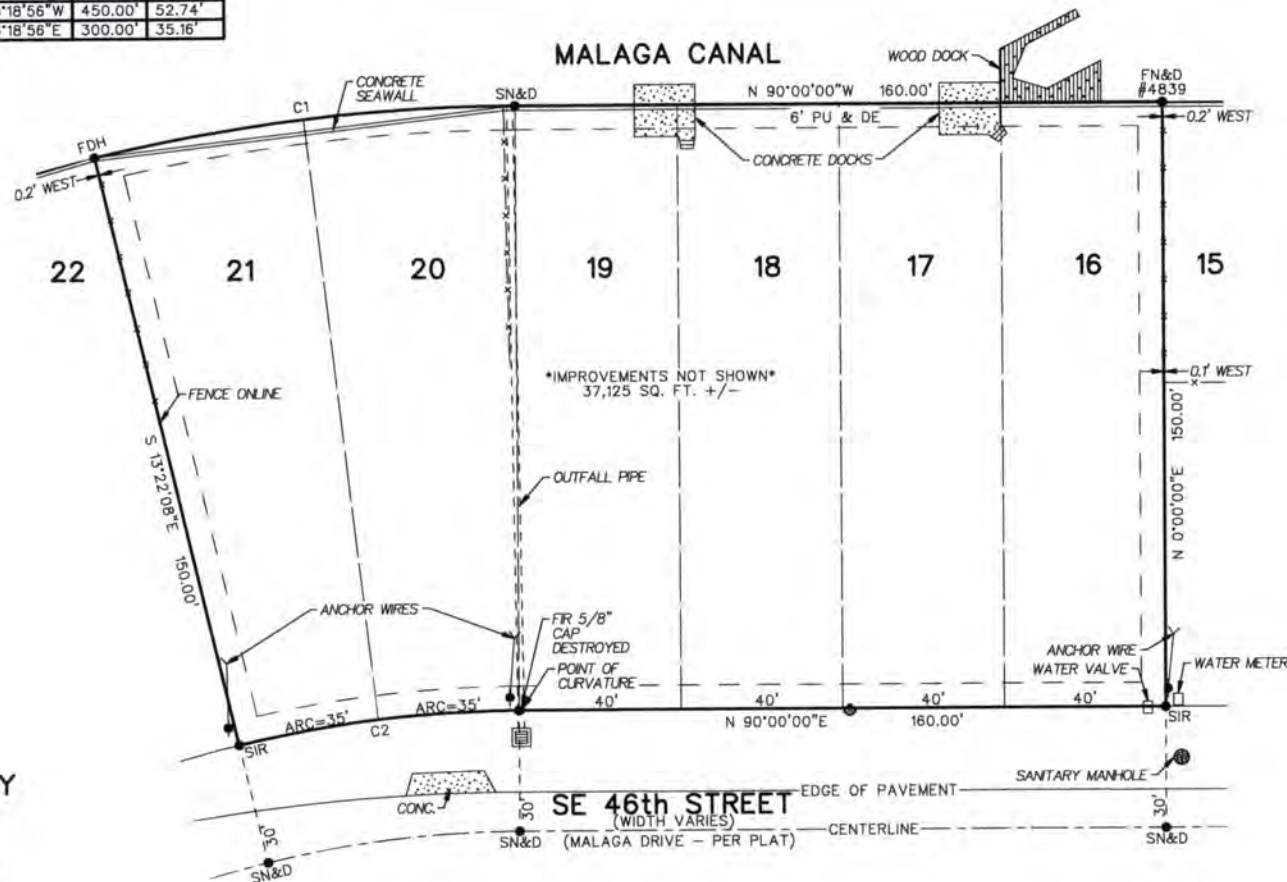 18'56"W 450.00' 52.74'
18'56"E 300.00' 35.16'
MALAGA CANAL
WOOD DOCK
CONCRETE
SEAWALL
C1
SN&D
N 90°00'00"W 160.00'
FN&D
#4839
6' PU & DE
0.2' WEST
FDH
0.2' WEST
CONCRETE DOCKS
22
21
20
19
18
17
16
15
*IMPROVEMENTS NOT SHOWN*
37,125 SQ. FT. +/-
0.1' WEST
FENCE ONLINE
S 13°22'08"E 150.00'
N 0°00'00"E 150.00'
OUTFALL PIPE
ANCHOR WIRES
FIR 5/8"
CAP
DESTROYED
POINT OF
CURVATURE
ANCHOR WIRE
WATER VALVE
WATER METER
ARC=35'
ARC=35'
40'
40'
40'
40'
C2
N 90°00'00"E 160.00'
SIR
SIR
Y
SANITARY MANHOLE
CONC.
EDGE OF PAVEMENT
SE 46th STREET
(WIDTH VARIES)
CENTERLINE
(MALAGA DRIVE - PER PLAT)
30'
30'
30'
SN&D
SN&D
SN&D